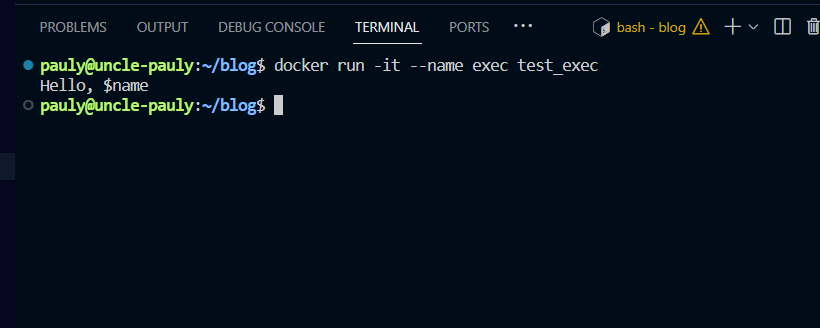 PROBLEMS OUTPUT DEBUG CONSOLE TERMINAL PORTS ··· bash - blog
pauly@uncle-pauly:~/blog$ docker run -it --name exec test_exec
Hello, $name
pauly@uncle-pauly:~/blog$